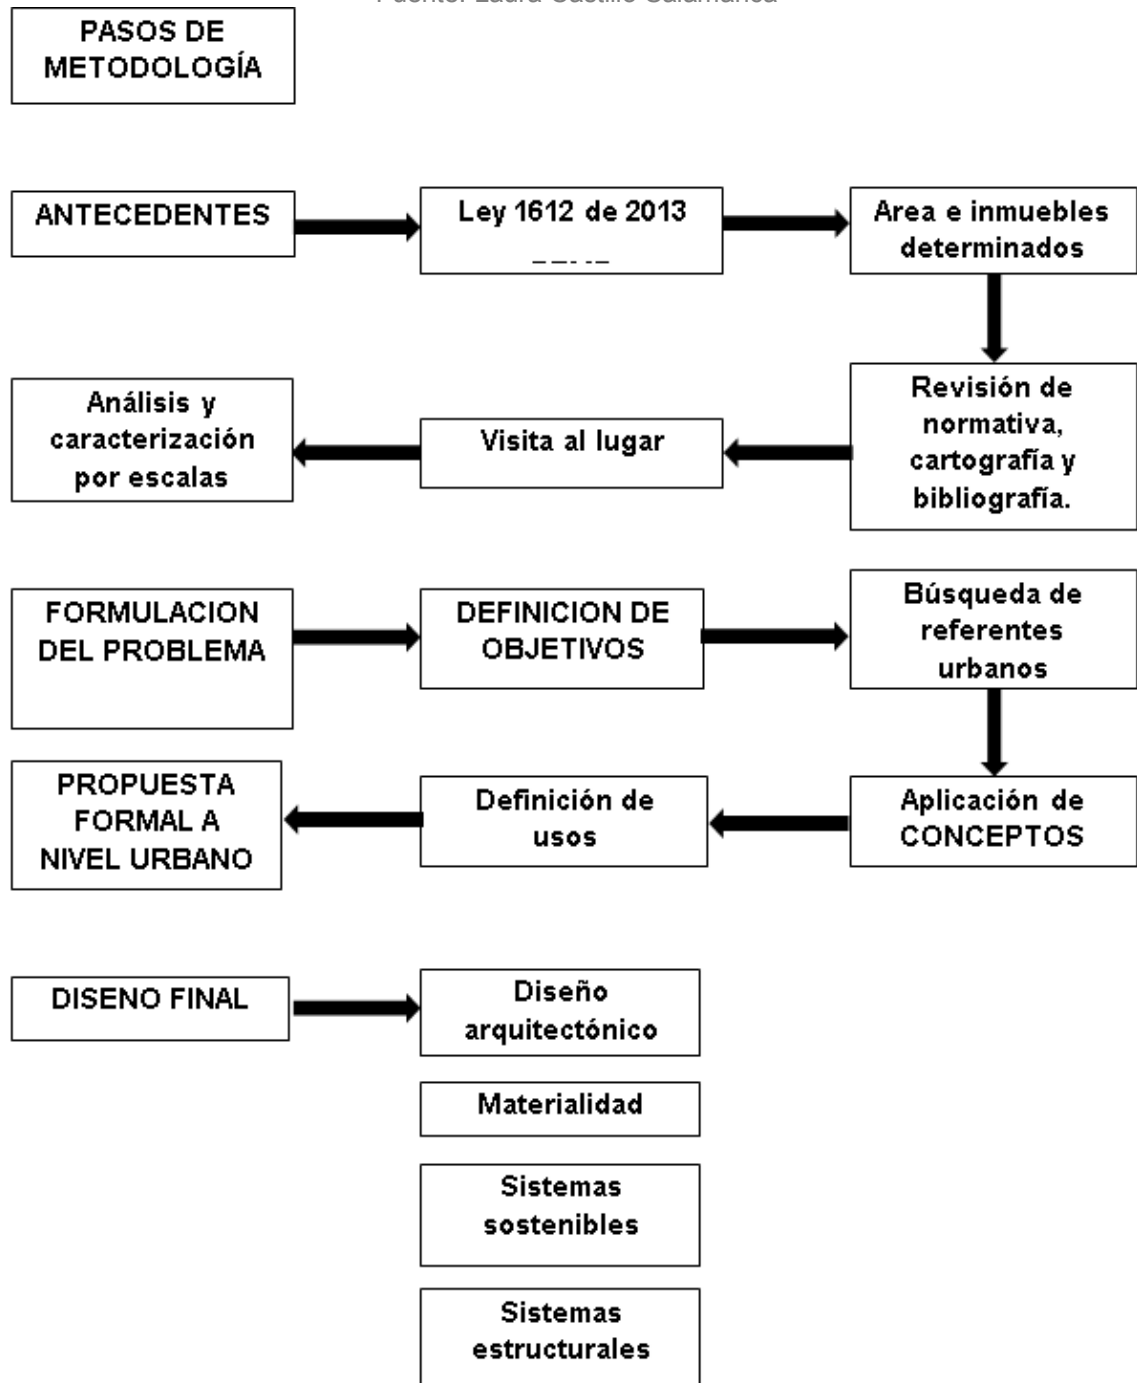 PASOS DE
METODOLOGÍA
ANTECEDENTES
Ley 1612 de 2013
Area e inmuebles
determinados
Análisis y
caracterización
por escalas
Visita al lugar
Revisión de
normativa,
cartografía y
bibliografía.
FORMULACION
DEL PROBLEMA
DEFINICION DE
OBJETIVOS
Búsqueda de
referentes
urbanos
PROPUESTA
FORMAL A
NIVEL URBANO
Definición de
usos
Aplicación de
CONCEPTOS
DISENO FINAL
Diseño
arquitectónico
Materialidad
Sistemas
sostenibles
Sistemas
estructurales